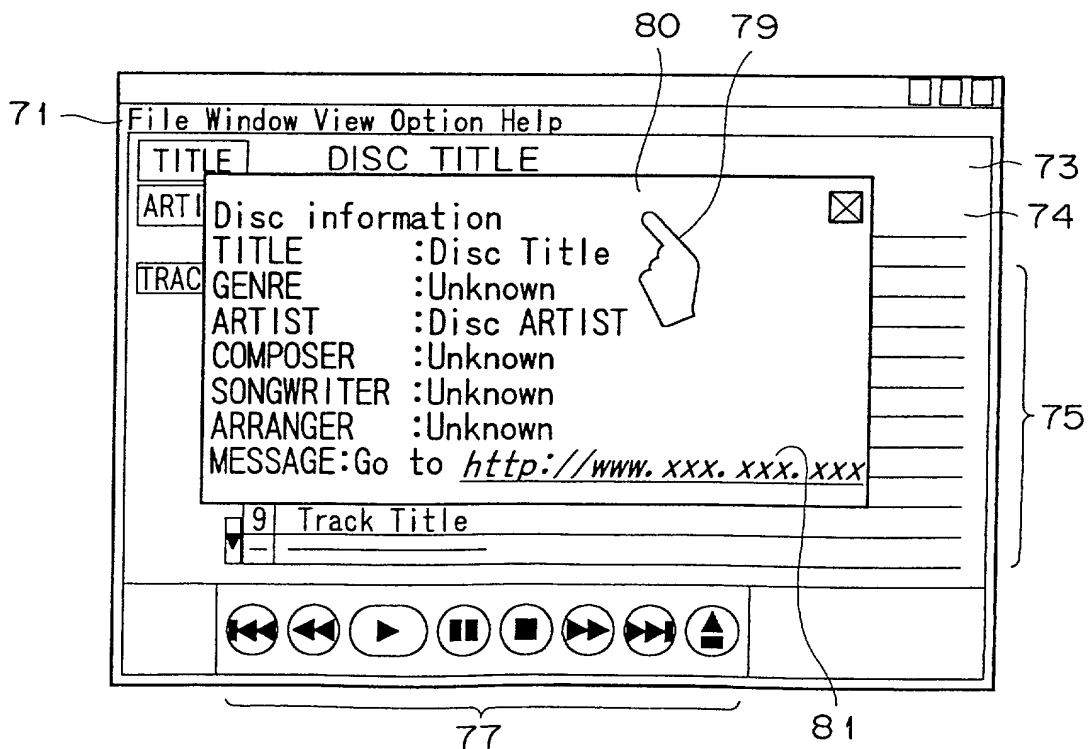 80 79
71
File Window View Option Help
TITLE DISC TITLE
73
ARTI
74
Disc information
TITLE :Disc Title
TRAC
GENRE :Unknown
ARTIST :Disc ARTIST
COMPOSER :Unknown
SONGWRITER :Unknown
75
ARRANGER :Unknown
MESSAGE:Go to http://www.xxx.xxx.xxx
9 Track Title
77
81